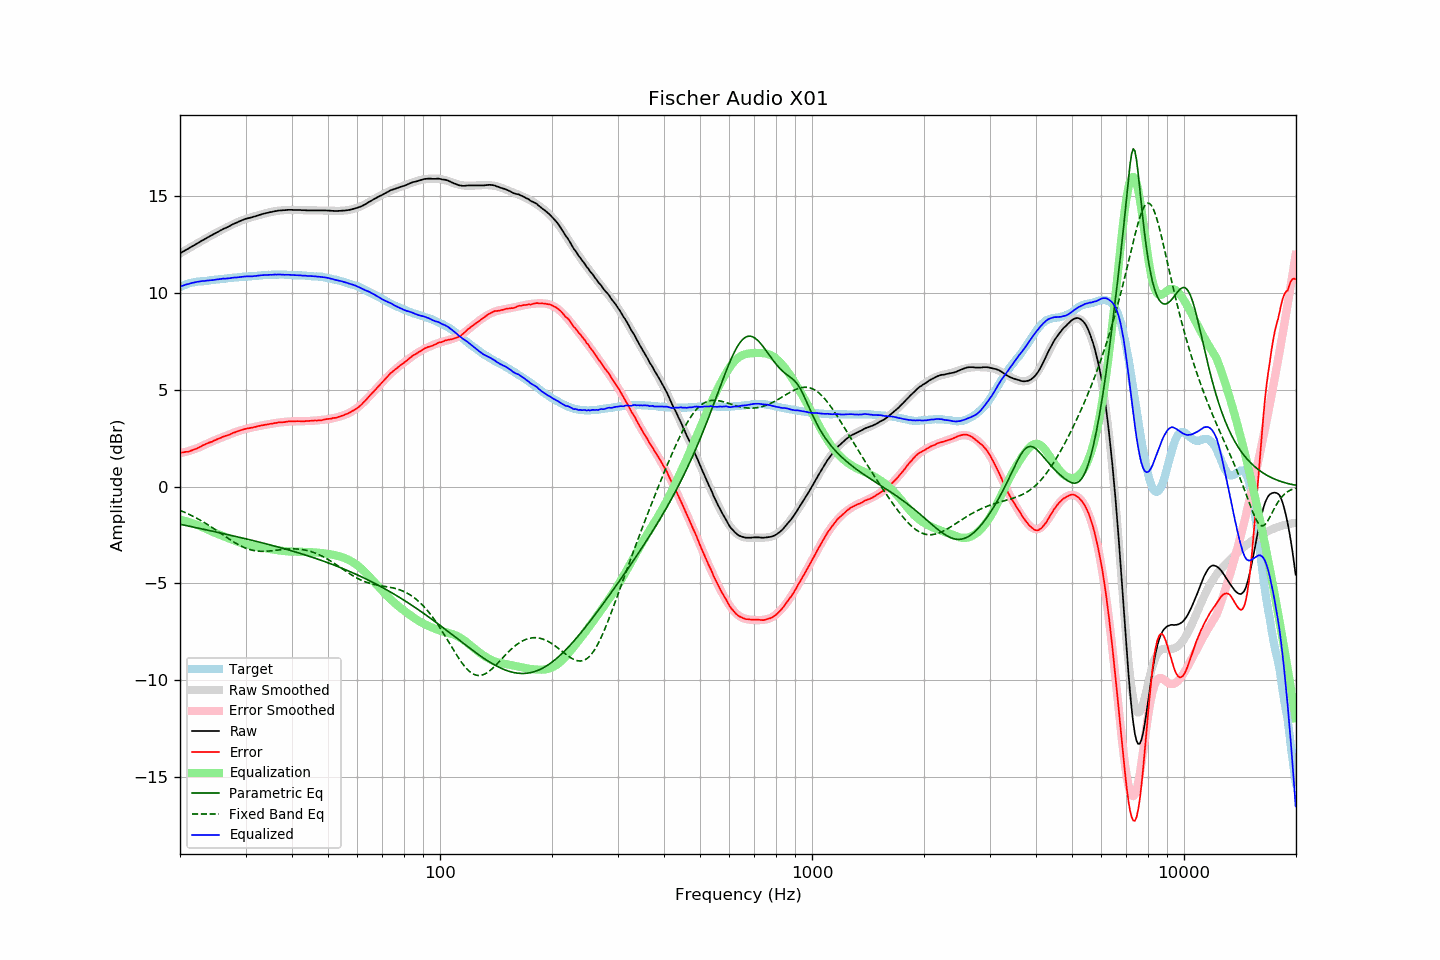 Fischer Audio X01
Amplitude (dBr)
15
10
5
0
−5
−10
−15
Target
Raw Smoothed
Error Smoothed
Raw
Error
Equalization
Parametric Eq
Fixed Band Eq
Equalized
100
1000
10000
Frequency (Hz)